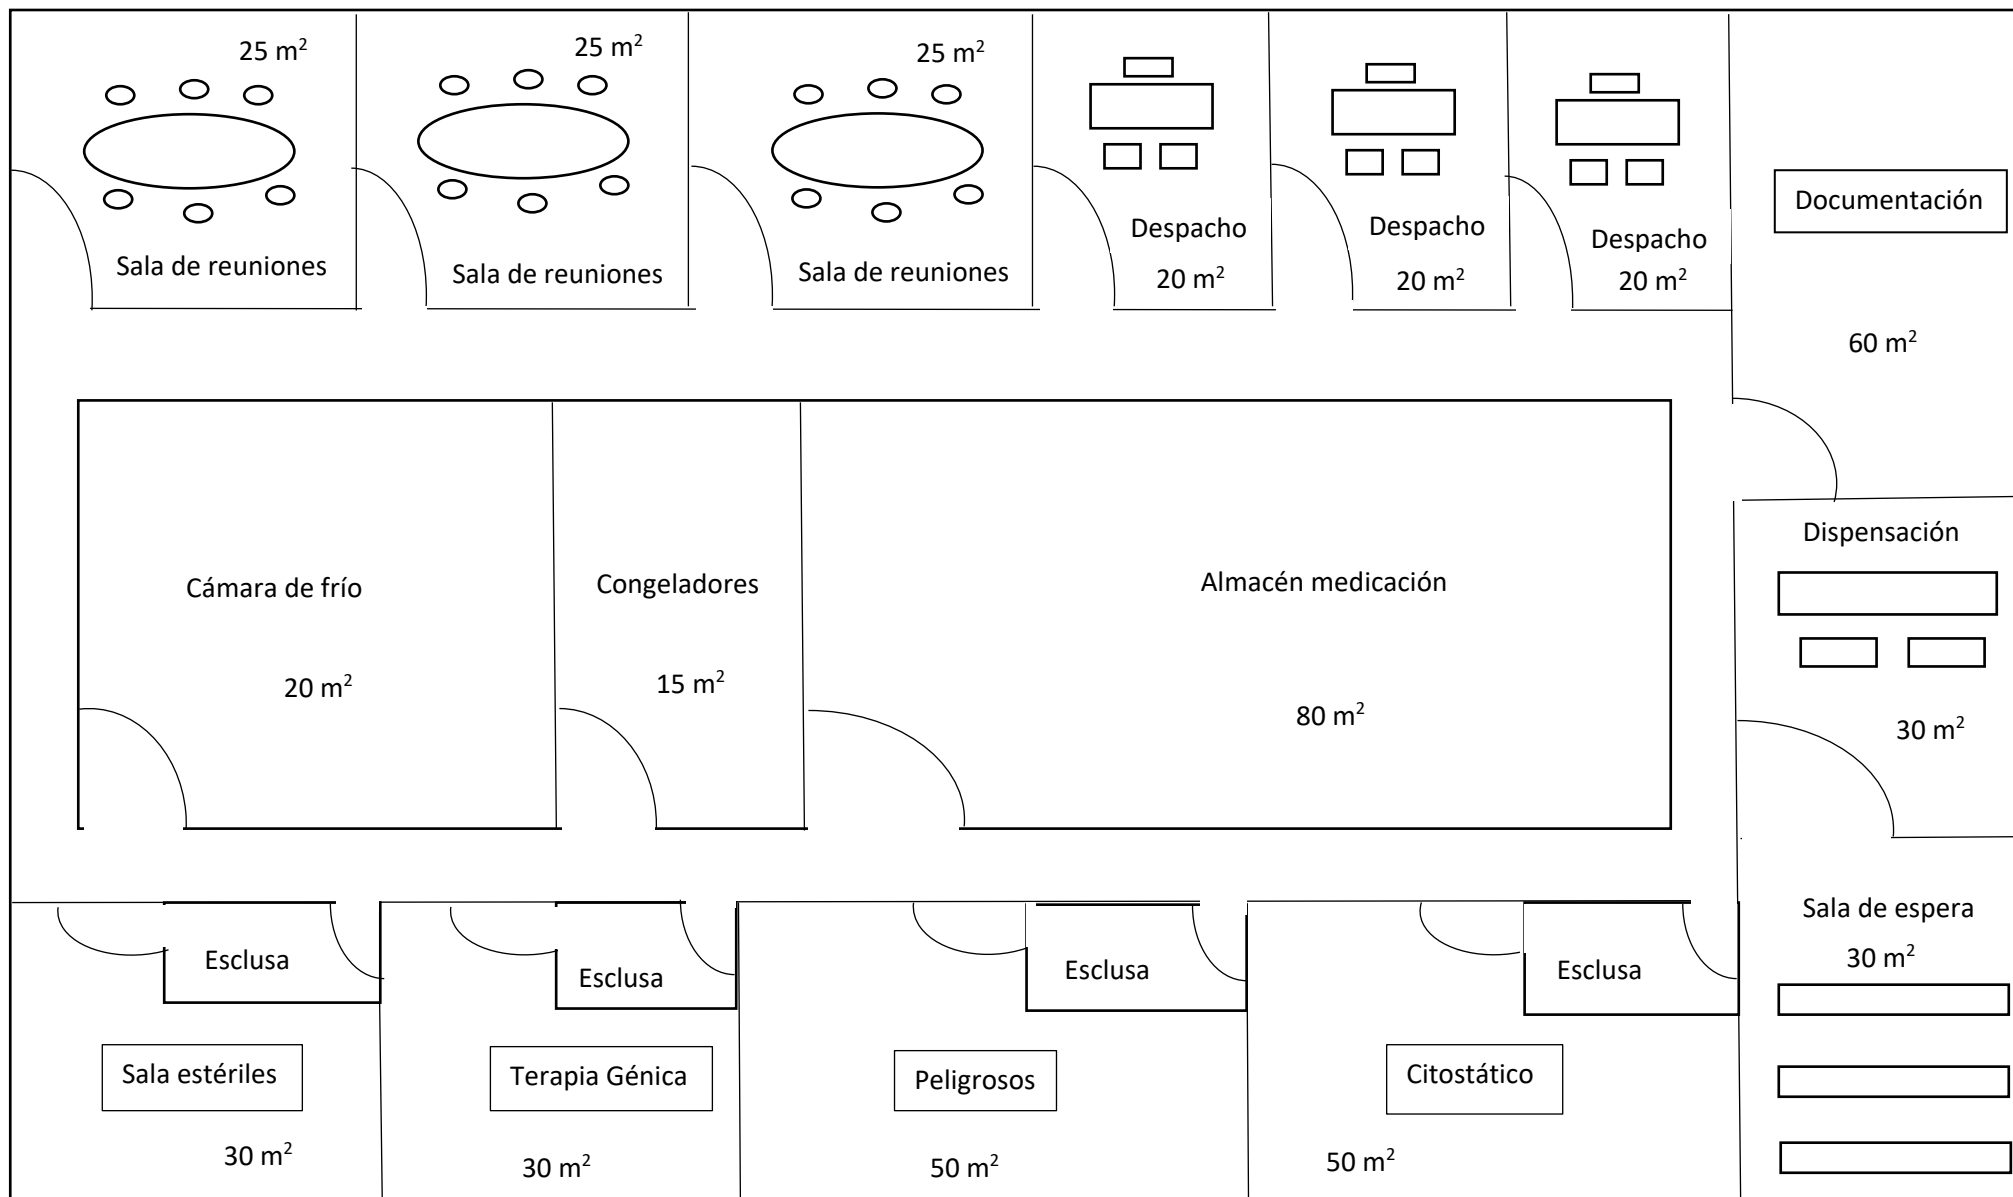 25 m²
Sala de reuniones
25 m²
Sala de reuniones
25 m²
Sala de reuniones
Despacho
20 m²
Despacho
20 m²
Despacho
20 m²
Documentación
60 m²
Cámara de frío
20 m²
Congeladores
15 m²
Almacén medicación
80 m²
Dispensación
30 m²
Esclusa
Sala estériles
30 m²
Esclusa
Terapia Génica
30 m²
Esclusa
Peligrosos
50 m²
Esclusa
Citostático
50 m²
Sala de espera
30 m²